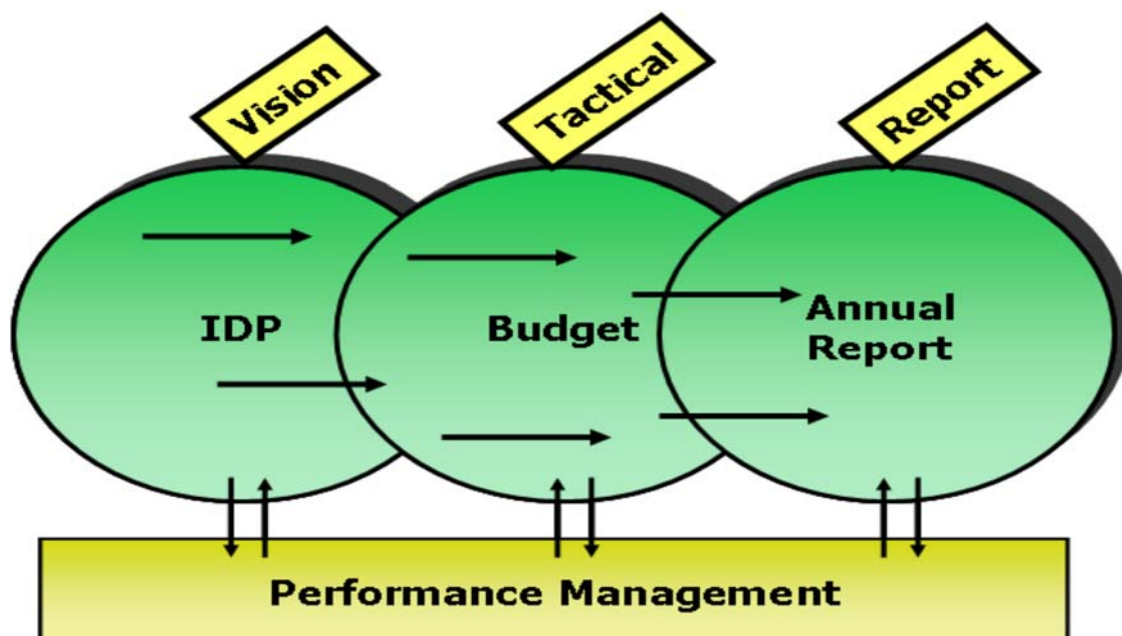 Vision
Tactical
Report
IDP
Budget
Annual
Report
Performance Management